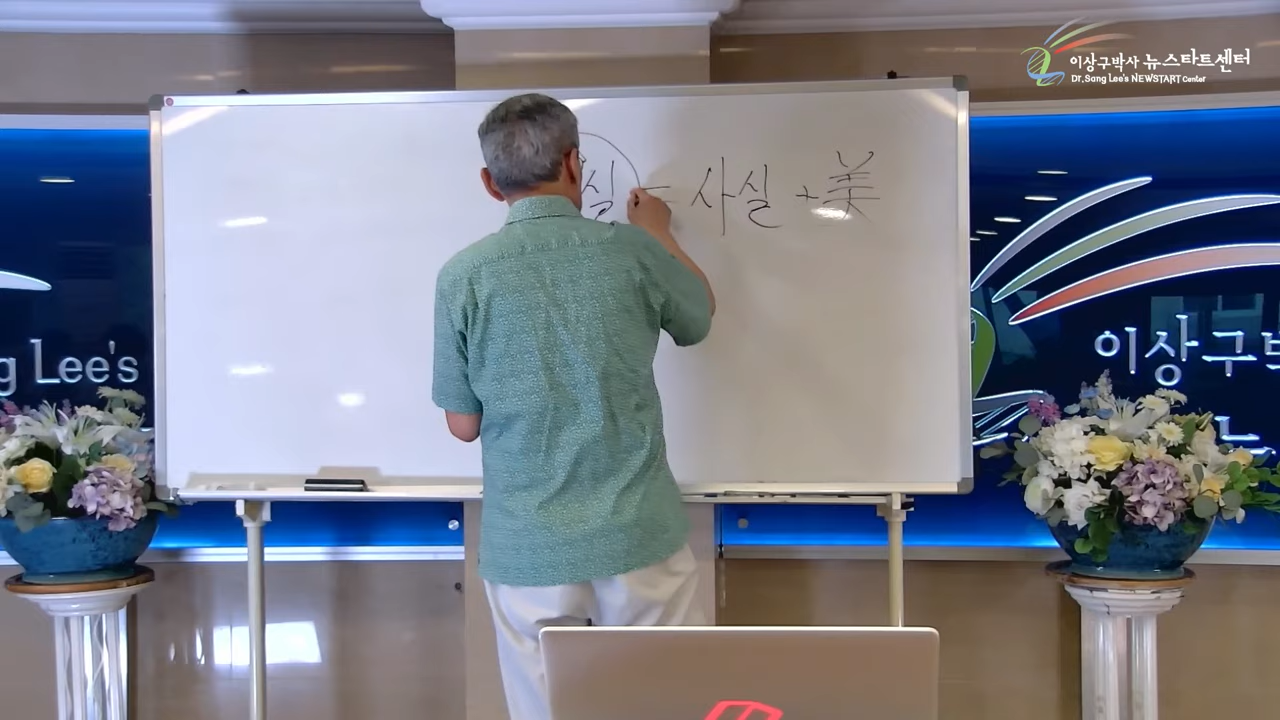 이상구박사 뉴스타트센터
Dr.Sang Lee's NEWSTART Center
실 = 사실 + 美
g Lee's
이상구박